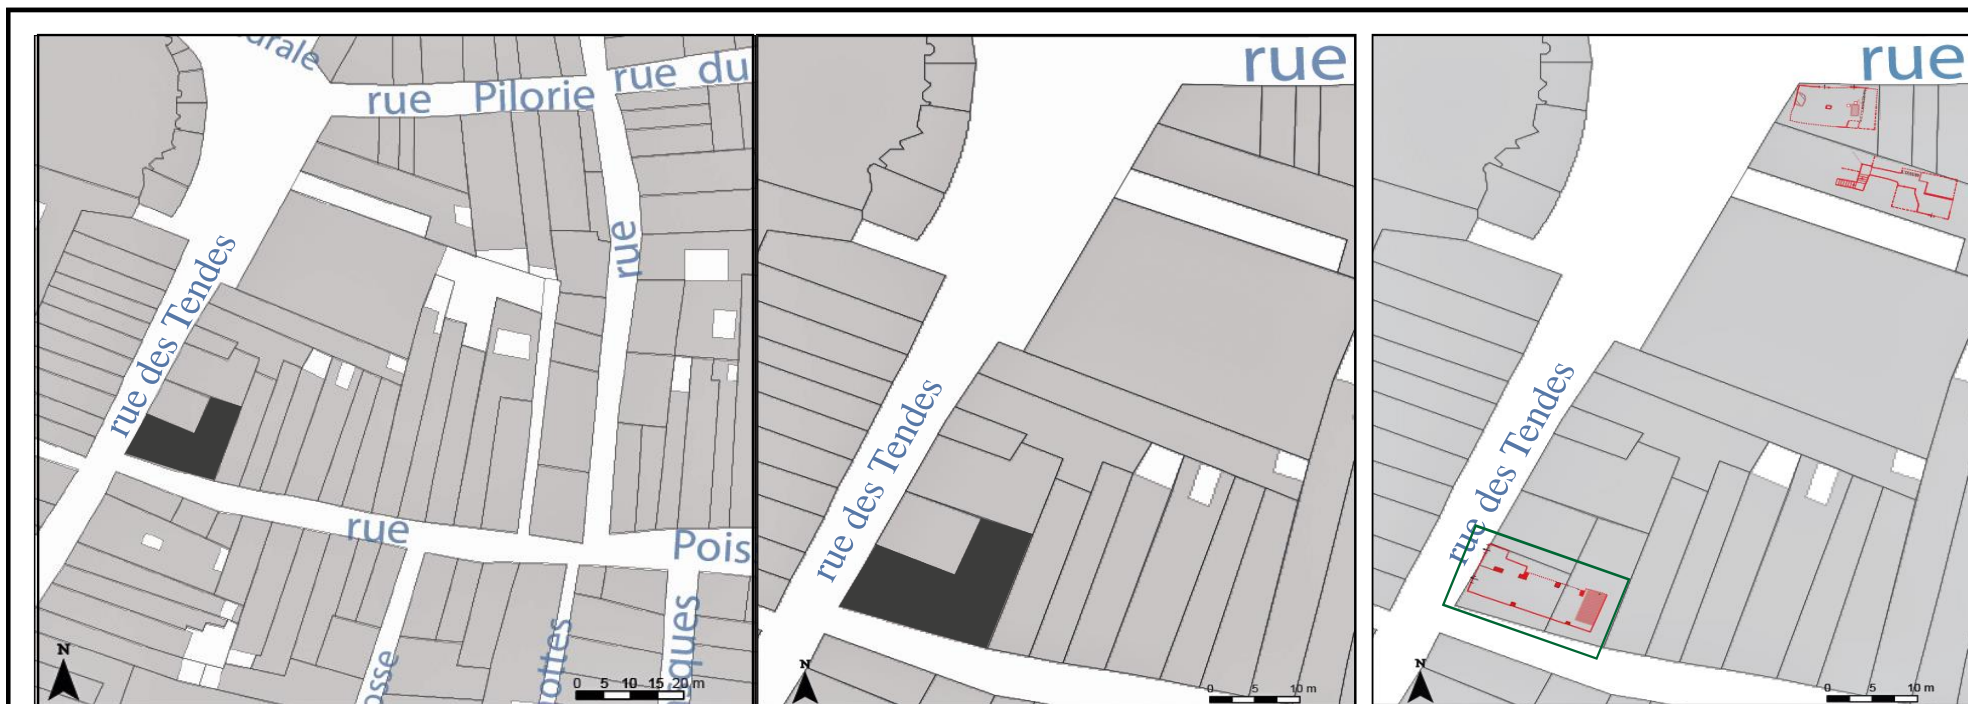 rue Pilorie
rue du
rue
rue des Tendes
rue
Pois
N
0 5 10 15 20 m
rue
rue des Tendes
N
0 5 10 m
rue
rue des Tendes
N
0 5 10 m